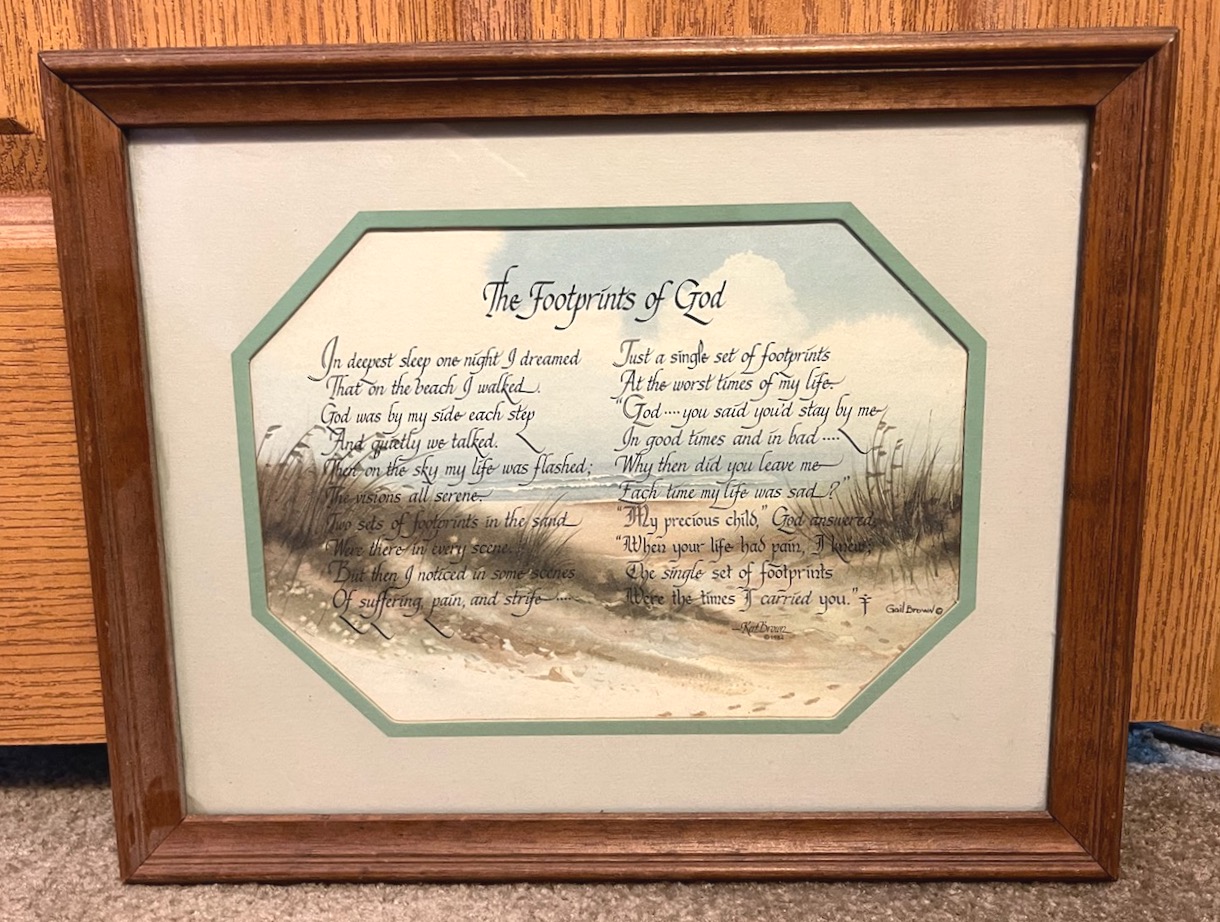 The Footprints of God
In deepest sleep one night I dreamed
That on the beach I walked.
God was by my side each step
And quietly we talked.
Then on the sky my life was flashed;
The visions all serene.
Two sets of footprints in the sand
Were there in every scene.
But then I noticed in some scenes
Of suffering, pain, and strife ....
Just a single set of footprints
At the worst times of my life.
"God .... you said you'd stay by me
In good times and in bad ....
Why then did you leave me
Each time my life was sad?"
"My precious child," God answered,
"When your life had pain, I knew;
The single set of footprints
Were the times I carried you."
Gail Brown ©
—Ken Brown
© 1982